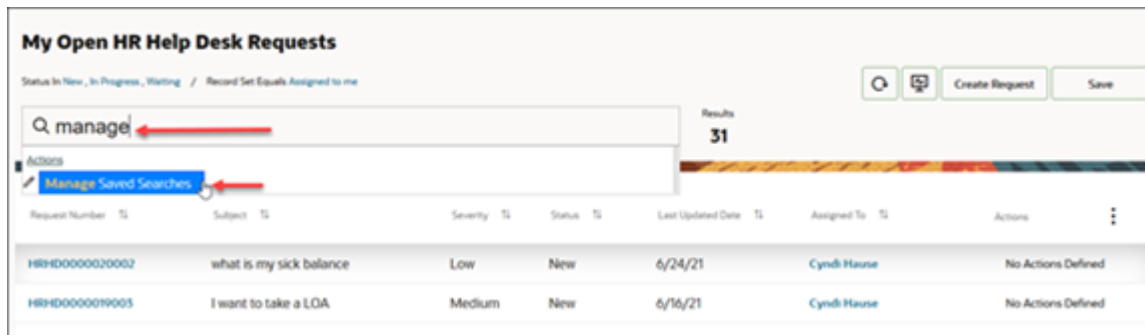 My Open HR Help Desk Requests
Status In New , In Progress , Waiting / Record Set Equals Assigned to me
Create Request Save
manage
Results
31
Actions
Manage Saved Searches
Request Number Subject Severity Status Last Updated Date Assigned To Actions
HRHD0000020002 what is my sick balance Low New 6/24/21 Cyndi Hause No Actions Defined
HRHD0000019003 I want to take a LOA Medium New 6/16/21 Cyndi Hause No Actions Defined